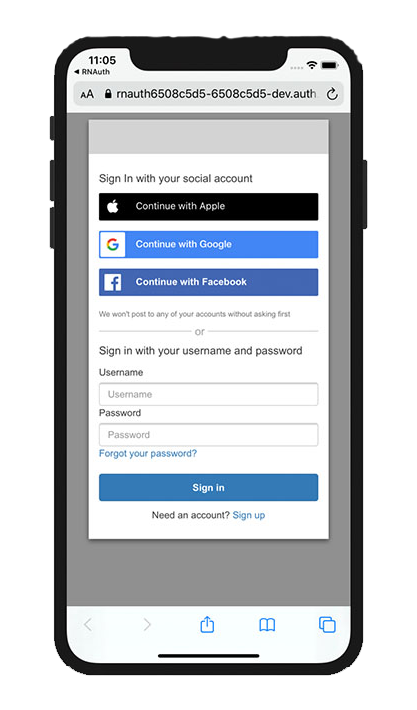 11:05
◀ RNAuth
AA rnauth6508c5d5-6508c5d5-dev.auth
Sign In with your social account
Continue with Apple
Continue with Google
Continue with Facebook
We won't post to any of your accounts without asking first
or
Sign in with your username and password
Username
Username
Password
Password
Forgot your password?
Sign in
Need an account? Sign up